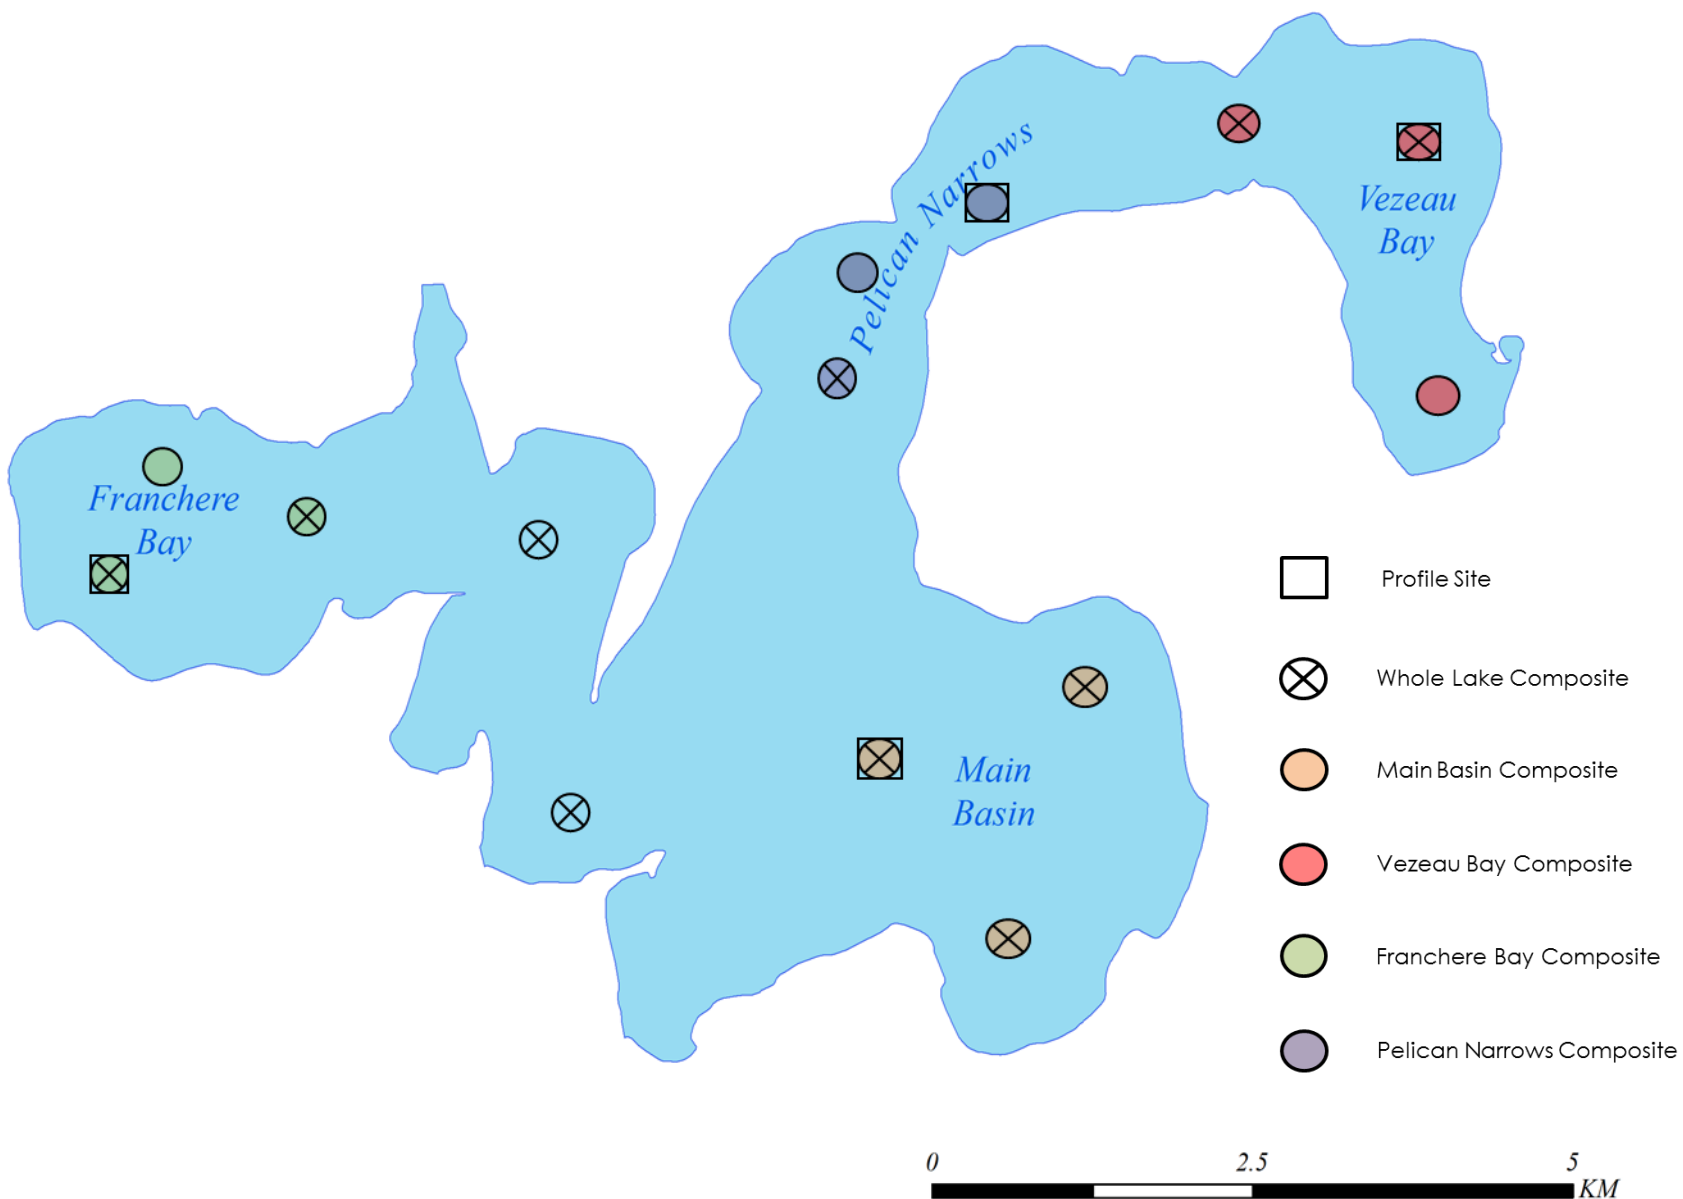 Pelican Narrows
Vezeau
Bay
Franchere
Bay
Main
Basin
Profile Site
Whole Lake Composite
Main Basin Composite
Vezeau Bay Composite
Franchere Bay Composite
Pelican Narrows Composite
0 2.5 5
KM